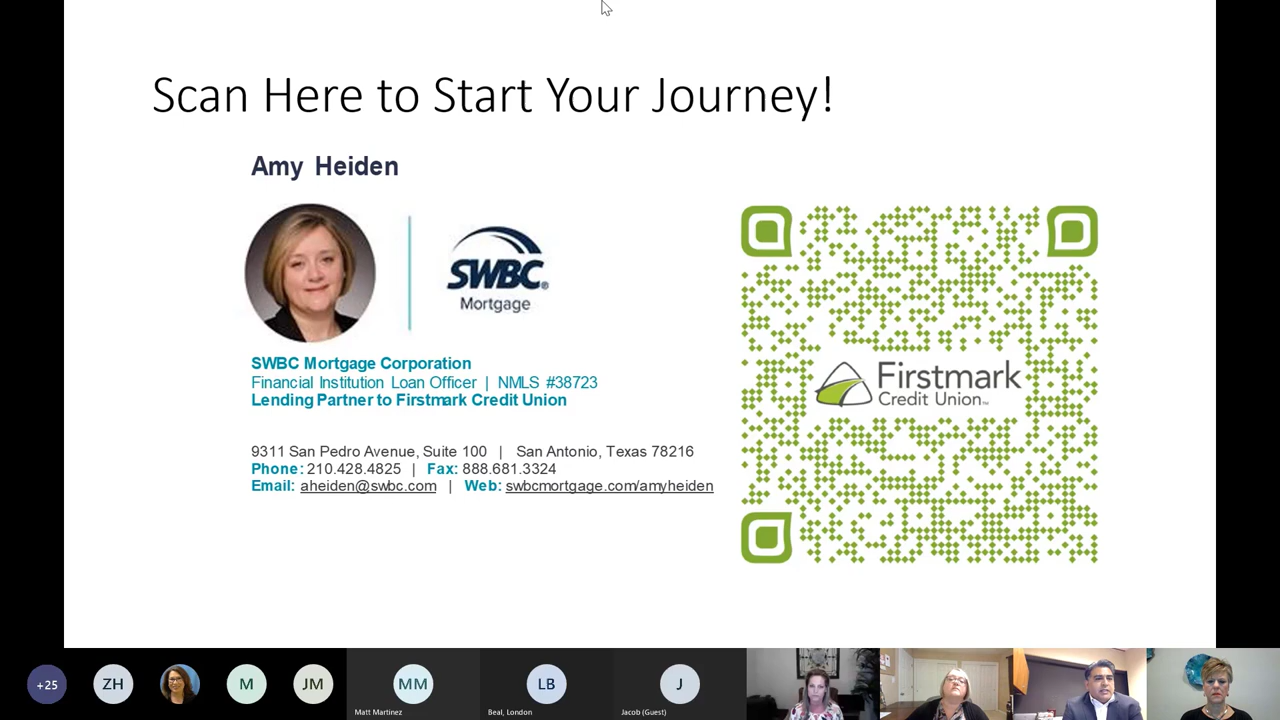 Scan Here to Start Your Journey!
Amy Heiden
SWBC®
Mortgage
SWBC Mortgage Corporation
Financial Institution Loan Officer | NMLS #38723
Lending Partner to Firstmark Credit Union
9311 San Pedro Avenue, Suite 100 | San Antonio, Texas 78216
Phone: 210.428.4825 | Fax: 888.681.3324
Email: aheiden@swbc.com | Web: swbcmortgage.com/amyheiden
Firstmark
Credit Union™
+25
ZH
M
JM
MM
Matt Martinez
LB
Beal, London
J
Jacob (Guest)